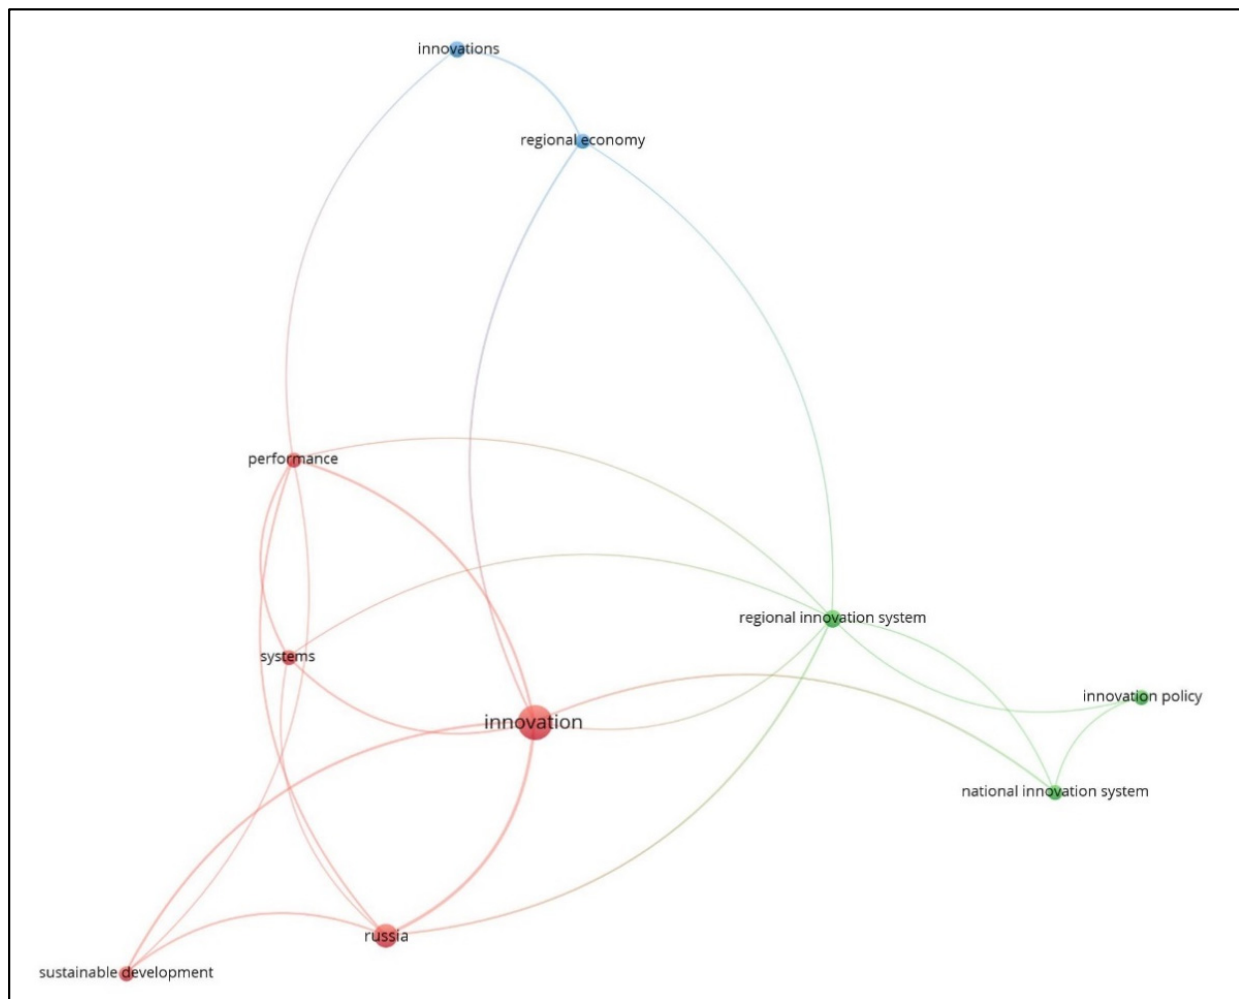 innovations
regional economy
performance
regional innovation system
systems
innovation policy
innovation
national innovation system
russia
sustainable development